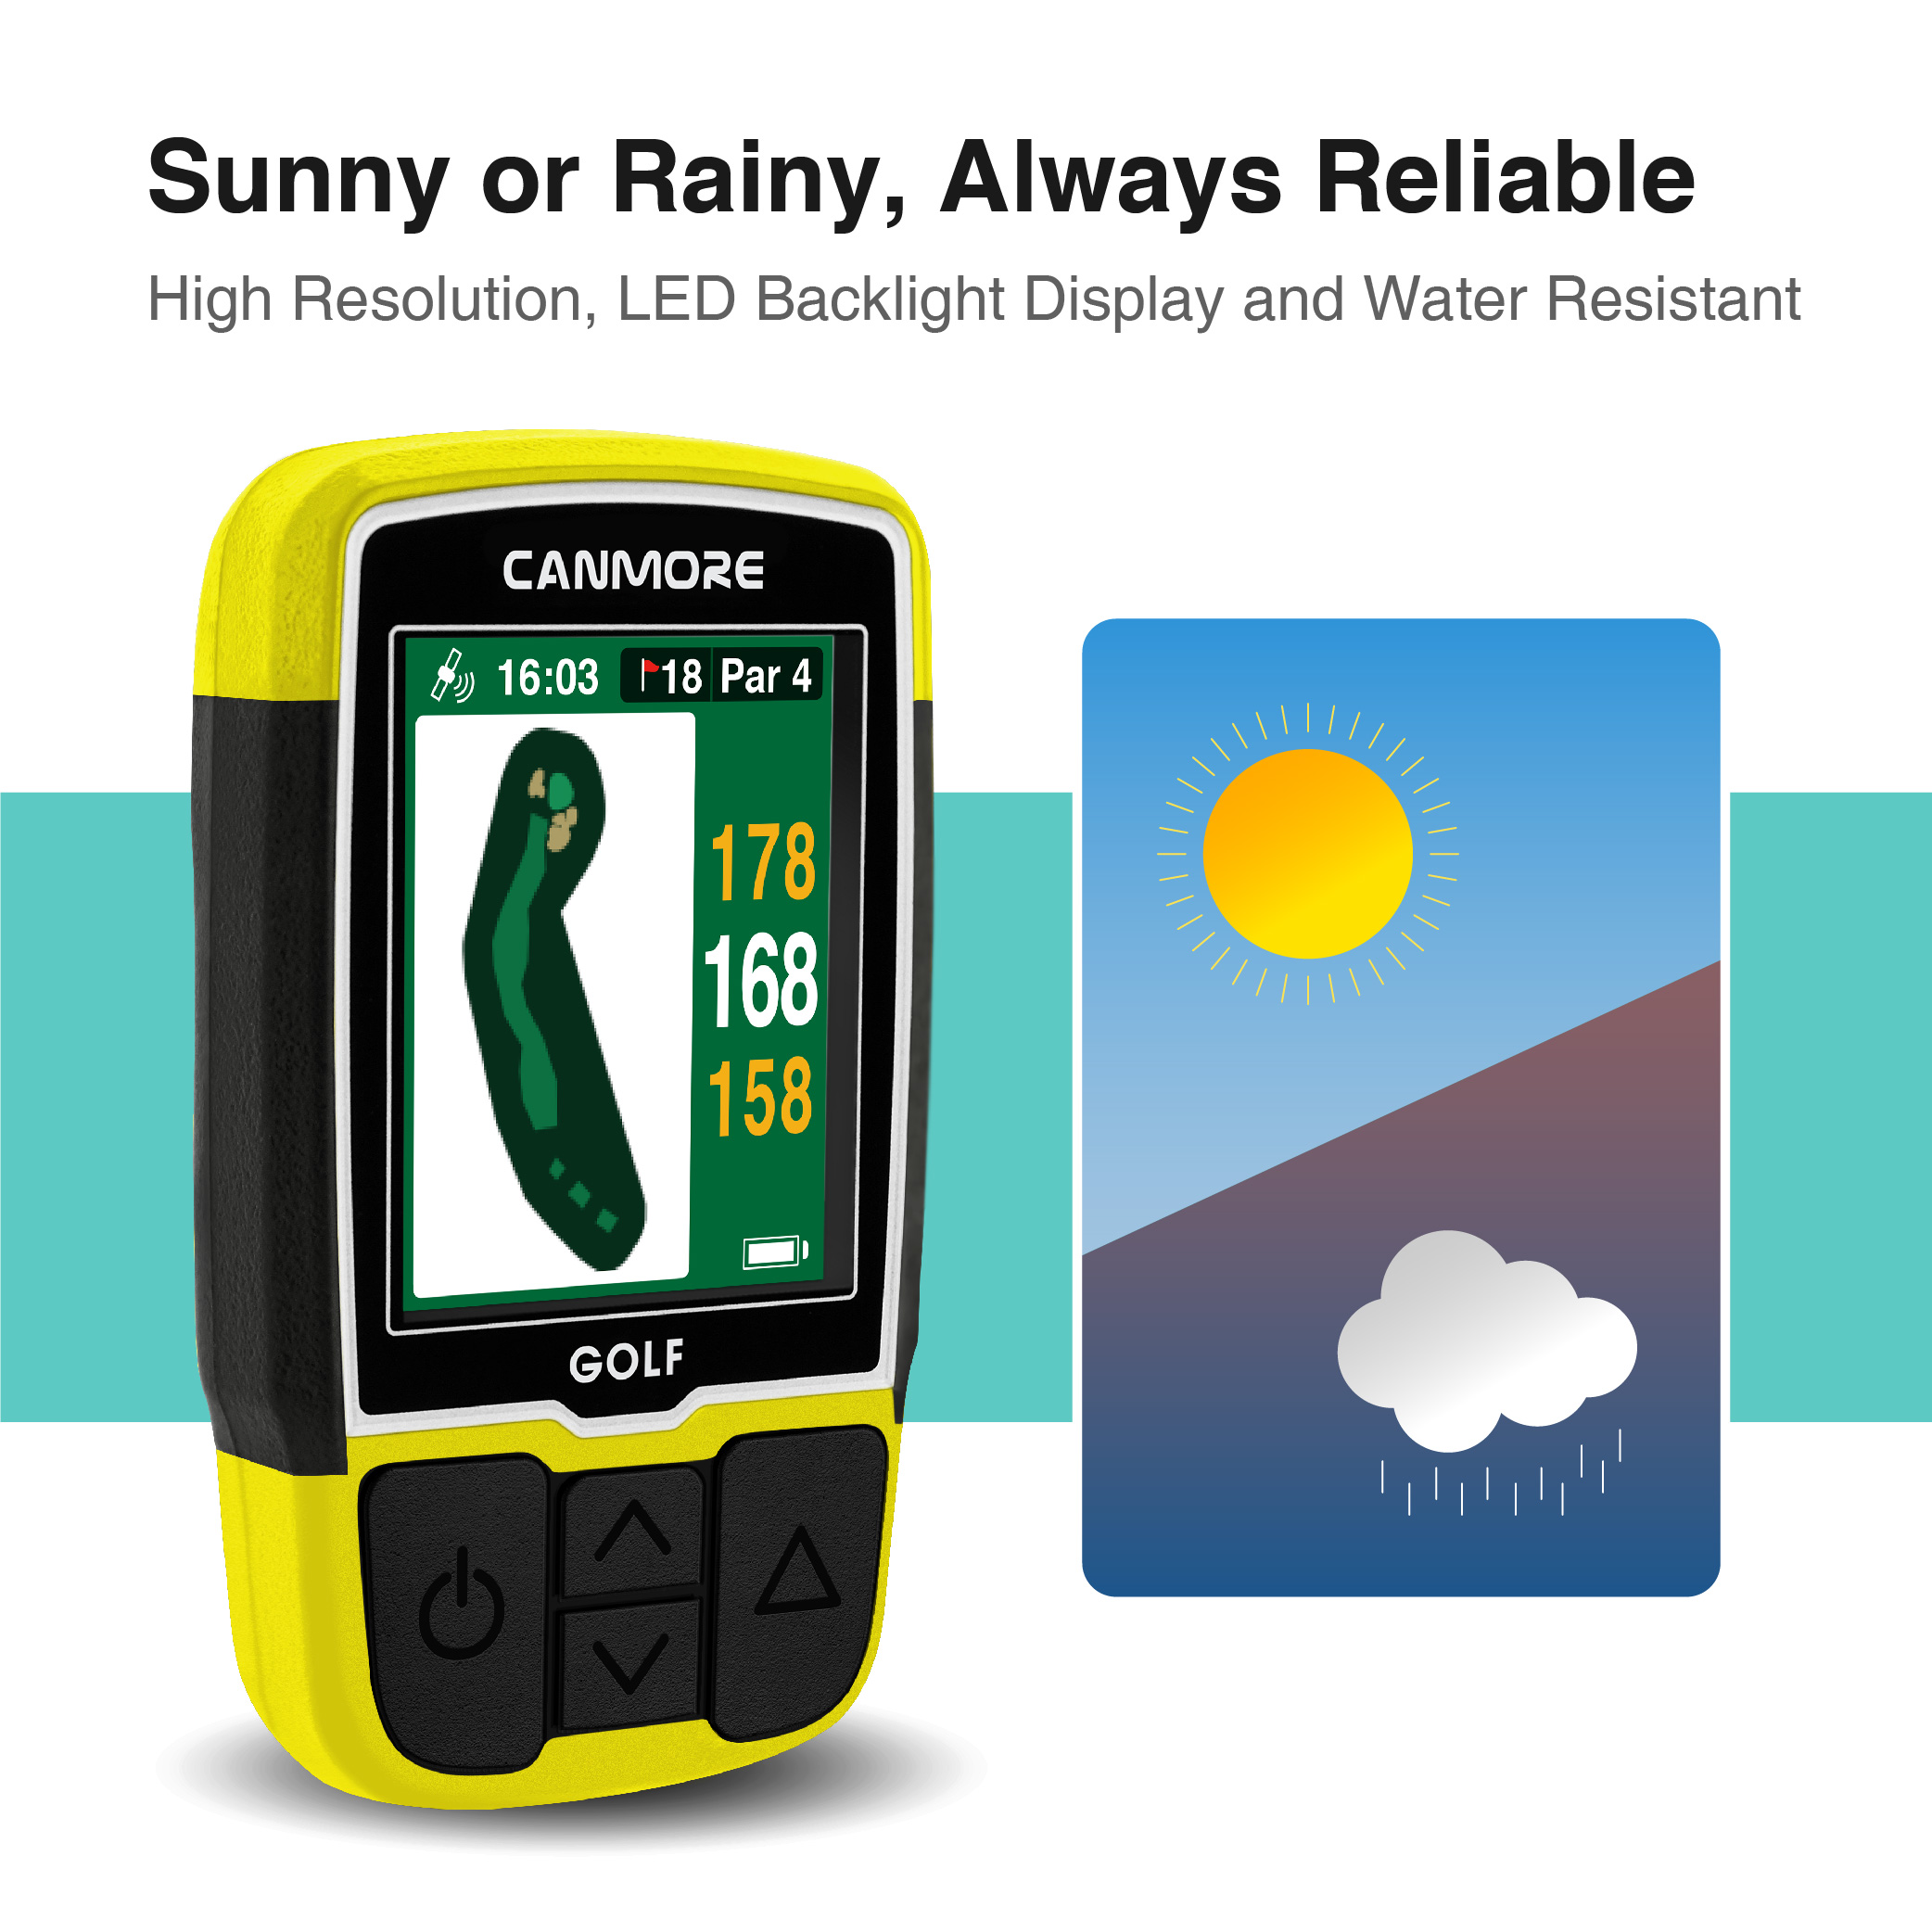 Sunny or Rainy, Always Reliable
High Resolution, LED Backlight Display and Water Resistant
CANMORE
16:03 18 Par 4
178
168
158
GOLF